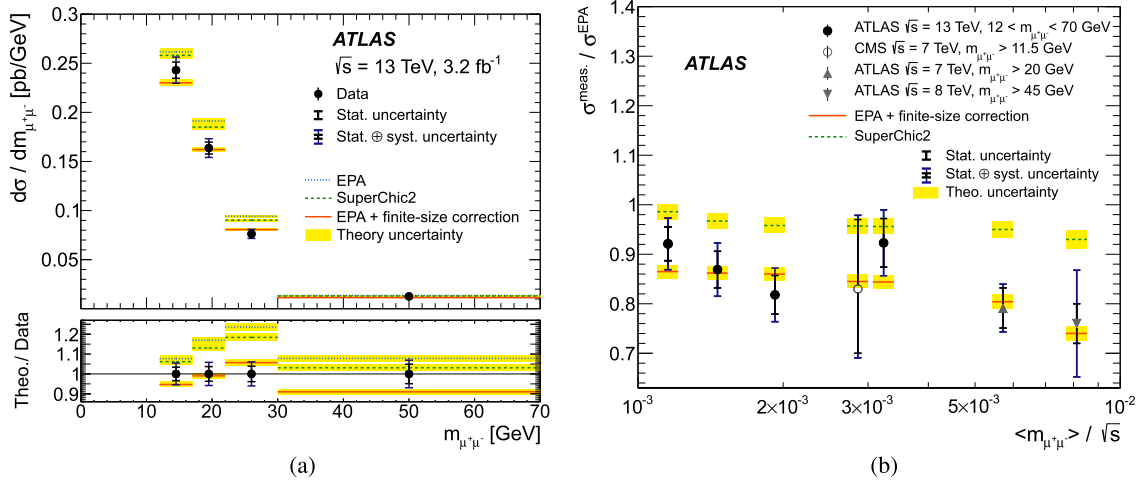 0.3
0.25
0.2
0.15
0.1
0.05
dσ / dm_μ⁺μ⁻ [pb/GeV]
ATLAS
√s = 13 TeV, 3.2 fb⁻¹
Data
Stat. uncertainty
Stat. ⊕ syst. uncertainty
EPA
SuperChic2
EPA + finite-size correction
Theory uncertainty
Theo./ Data
1.2
1.1
1
0.9
0 10 20 30 40 50 60 70
m_μ⁺μ⁻ [GeV]
(a)
σ^meas. / σ^EPA
1.4
1.3
1.2
1.1
1
0.9
0.8
0.7
ATLAS
ATLAS √s = 13 TeV, 12 < m_μ⁺μ⁻ < 70 GeV
CMS √s = 7 TeV, m_μ⁺μ⁻ > 11.5 GeV
ATLAS √s = 7 TeV, m_μ⁺μ⁻ > 20 GeV
ATLAS √s = 8 TeV, m_μ⁺μ⁻ > 45 GeV
EPA + finite-size correction
SuperChic2
Stat. uncertainty
Stat. ⊕ syst. uncertainty
Theo. uncertainty
10⁻³ 2×10⁻³ 3×10⁻³ 5×10⁻³ 10⁻²
<m_μ⁺μ⁻> / √s
(b)